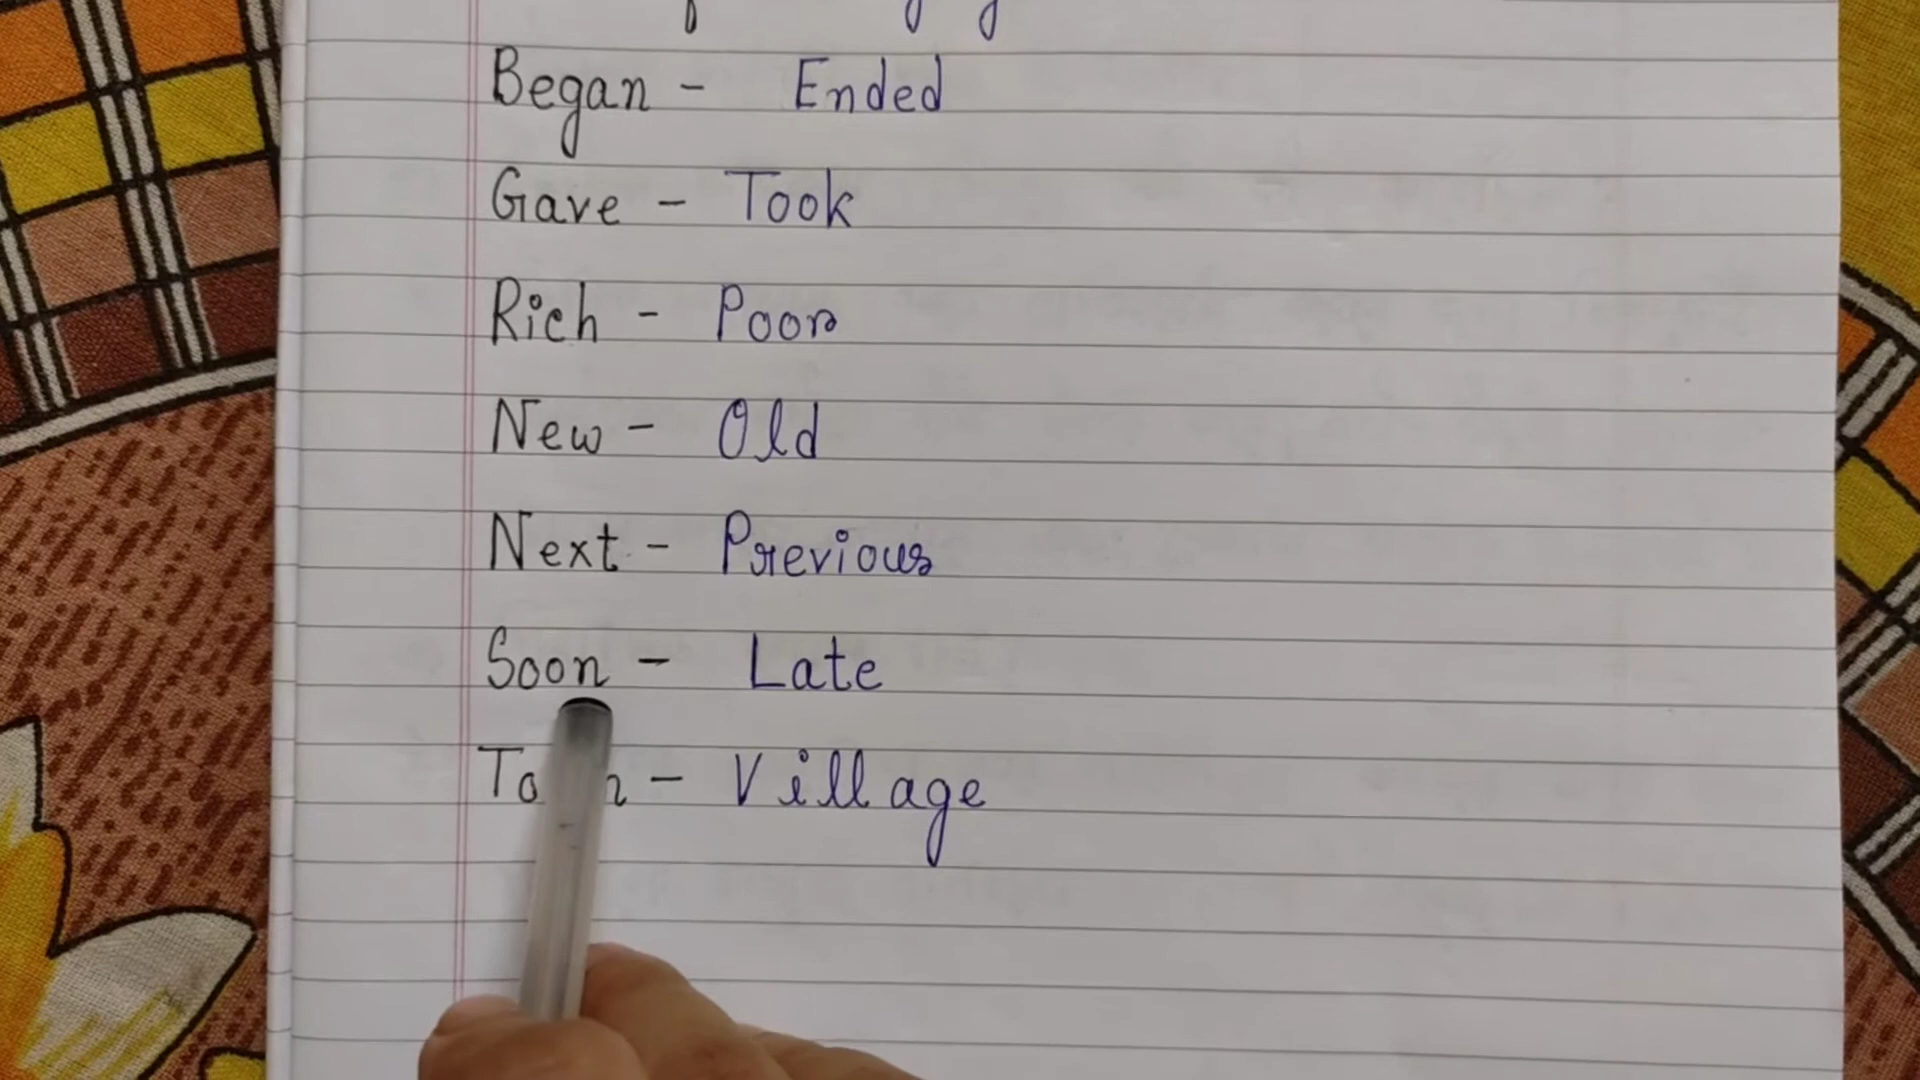 Began - Ended
Gave - Took
Rich - Poor
New - Old
Next - Previous
Soon - Late
- Village